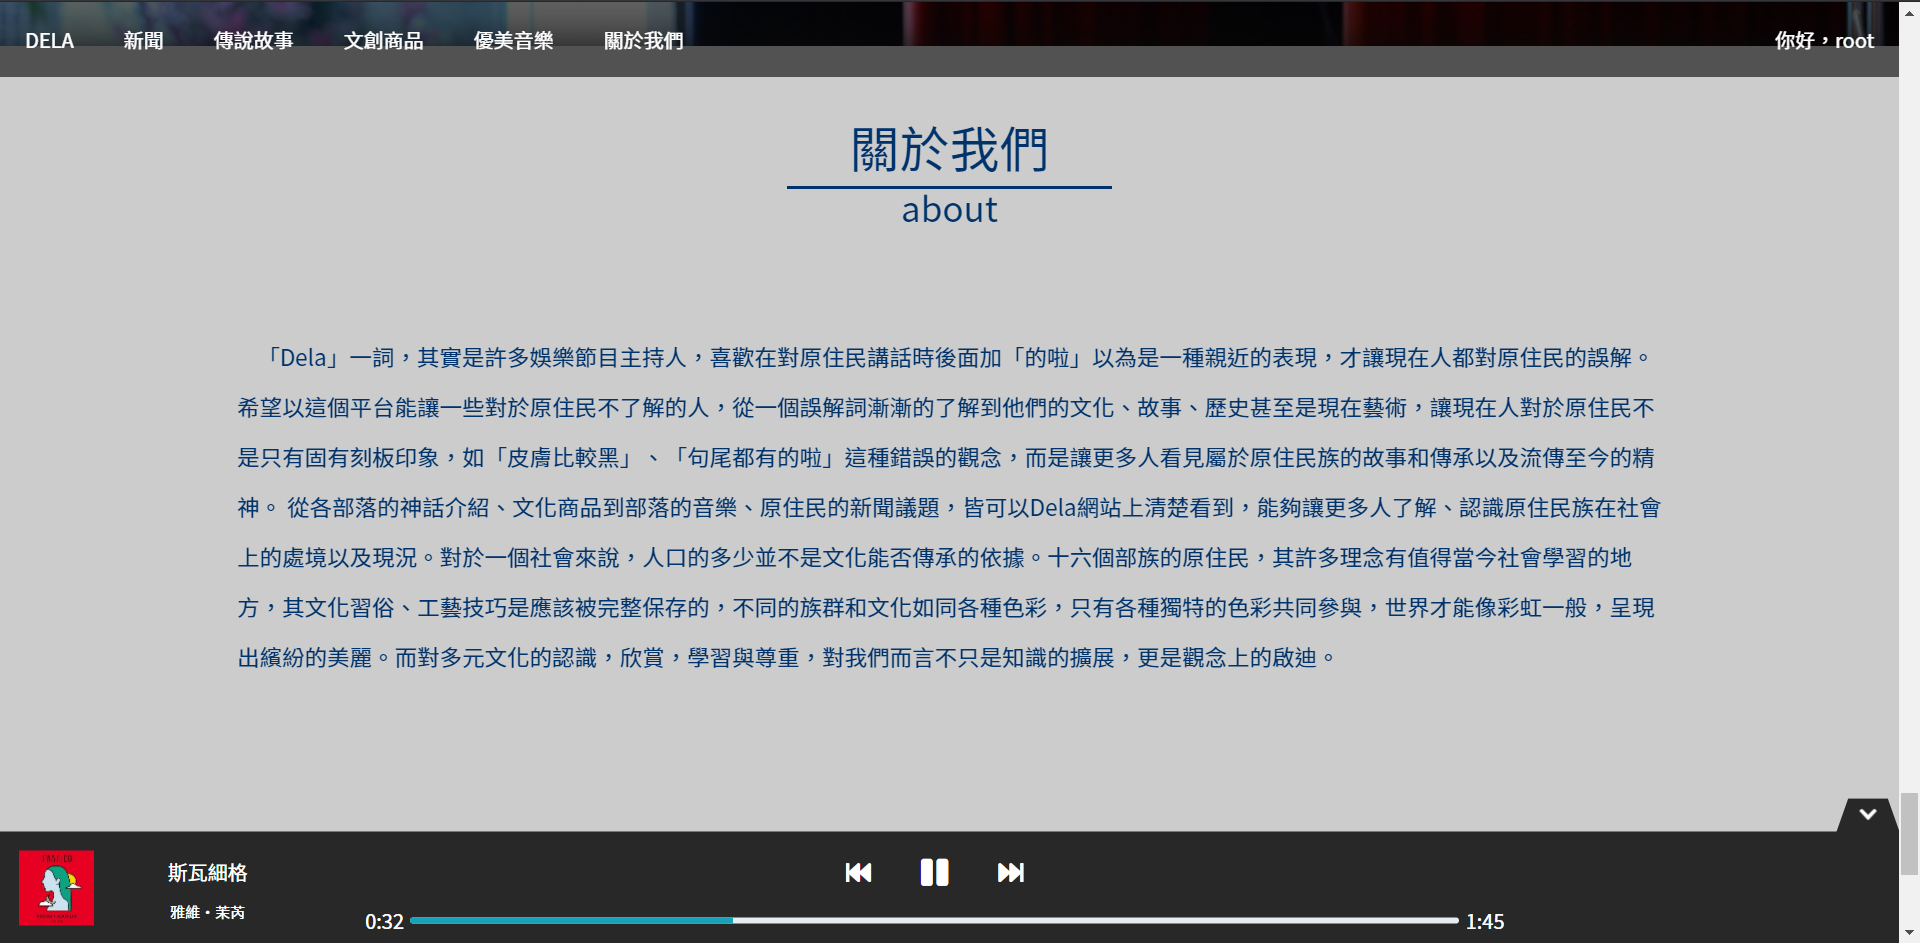 DELA 新聞 傳說故事 文創商品 優美音樂 關於我們 你好，root
關於我們
about
「Dela」一詞，其實是許多娛樂節目主持人，喜歡在對原住民講話時後面加「的啦」以為是一種親近的表現，才讓現在人都對原住民的誤解。
希望以這個平台能讓一些對於原住民不了解的人，從一個誤解詞漸漸的了解到他們的文化、故事、歷史甚至是現在藝術，讓現在人對於原住民不
是只有固有刻板印象，如「皮膚比較黑」、「句尾都有的啦」這種錯誤的觀念，而是讓更多人看見屬於原住民族的故事和傳承以及流傳至今的精
神。 從各部落的神話介紹、文化商品到部落的音樂、原住民的新聞議題，皆可以Dela網站上清楚看到，能夠讓更多人了解、認識原住民族在社會
上的處境以及現況。對於一個社會來說，人口的多少並不是文化能否傳承的依據。十六個部族的原住民，其許多理念有值得當今社會學習的地
方，其文化習俗、工藝技巧是應該被完整保存的，不同的族群和文化如同各種色彩，只有各種獨特的色彩共同參與，世界才能像彩虹一般，呈現
出繽紛的美麗。而對多元文化的認識，欣賞，學習與尊重，對我們而言不只是知識的擴展，更是觀念上的啟迪。
斯瓦細格
雅維・茉芮
0:32 1:45